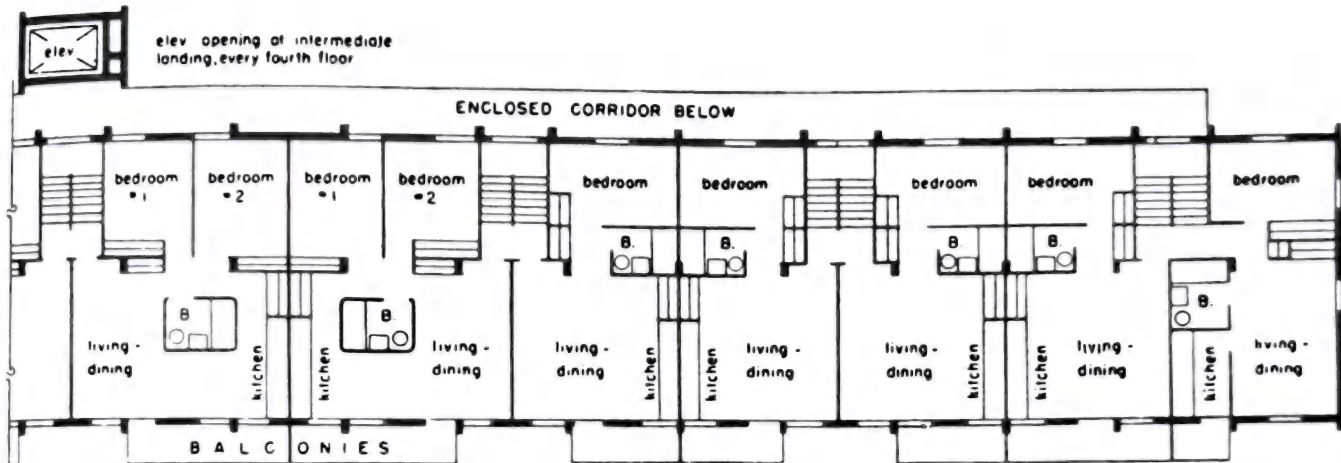 elev
elev opening at intermediate
landing, every fourth floor
ENCLOSED CORRIDOR BELOW
bedroom
#1
bedroom
#2
bedroom
#1
bedroom
#2
bedroom
bedroom
bedroom
bedroom
bedroom
B.
B.
B.
B.
B.
B.
B.
living-
dining
kitchen
kitchen
living-
dining
living-
dining
kitchen
kitchen
living-
dining
living-
dining
kitchen
kitchen
living-
dining
kitchen
living-
dining
BALCONIES